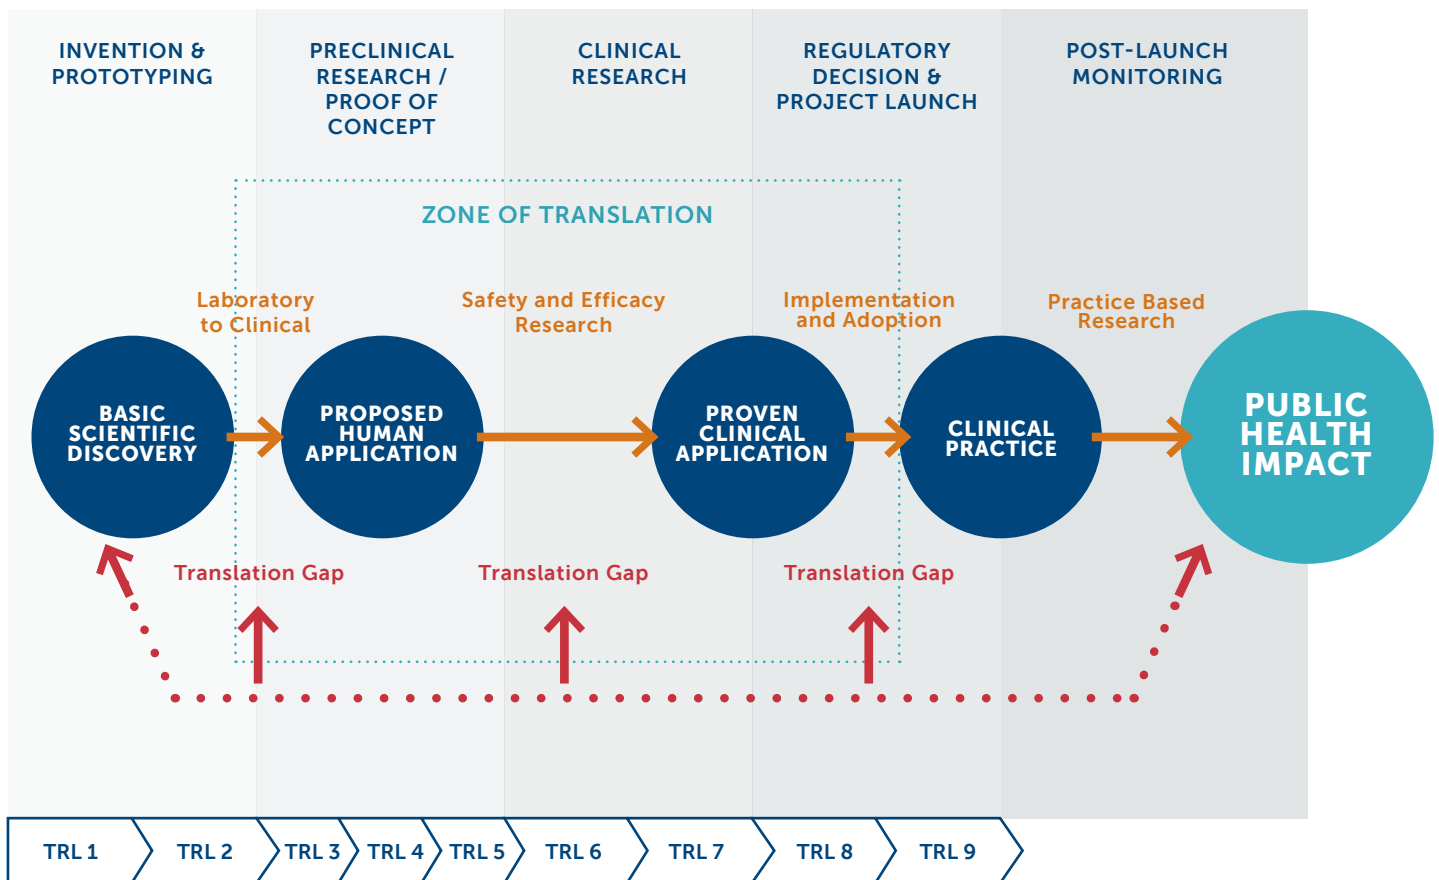 INVENTION &
PROTOTYPING
PRECLINICAL
RESEARCH /
PROOF OF
CONCEPT
CLINICAL
RESEARCH
REGULATORY
DECISION &
PROJECT LAUNCH
POST-LAUNCH
MONITORING
ZONE OF TRANSLATION
Laboratory
to Clinical
Safety and Efficacy
Research
Implementation
and Adoption
Practice Based
Research
BASIC
SCIENTIFIC
DISCOVERY
PROPOSED
HUMAN
APPLICATION
PROVEN
CLINICAL
APPLICATION
CLINICAL
PRACTICE
PUBLIC
HEALTH
IMPACT
Translation Gap
Translation Gap
Translation Gap
TRL 1
TRL 2
TRL 3
TRL 4
TRL 5
TRL 6
TRL 7
TRL 8
TRL 9